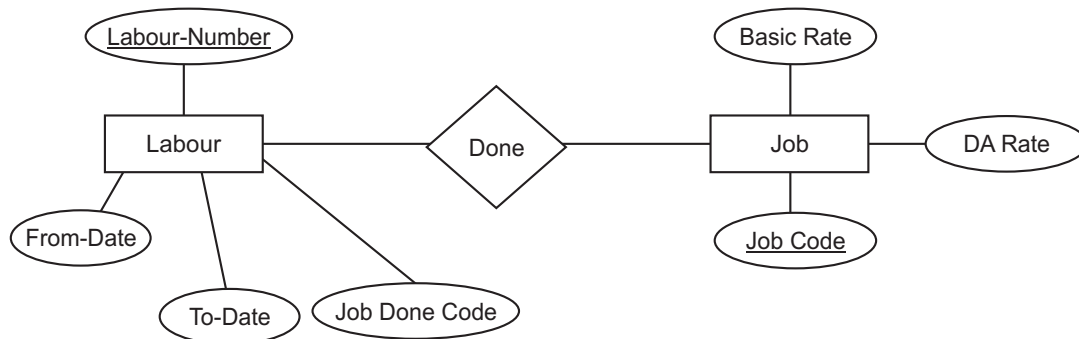 Labour-Number
Basic Rate
Labour
Done
Job
DA Rate
From-Date
Job Code
To-Date
Job Done Code